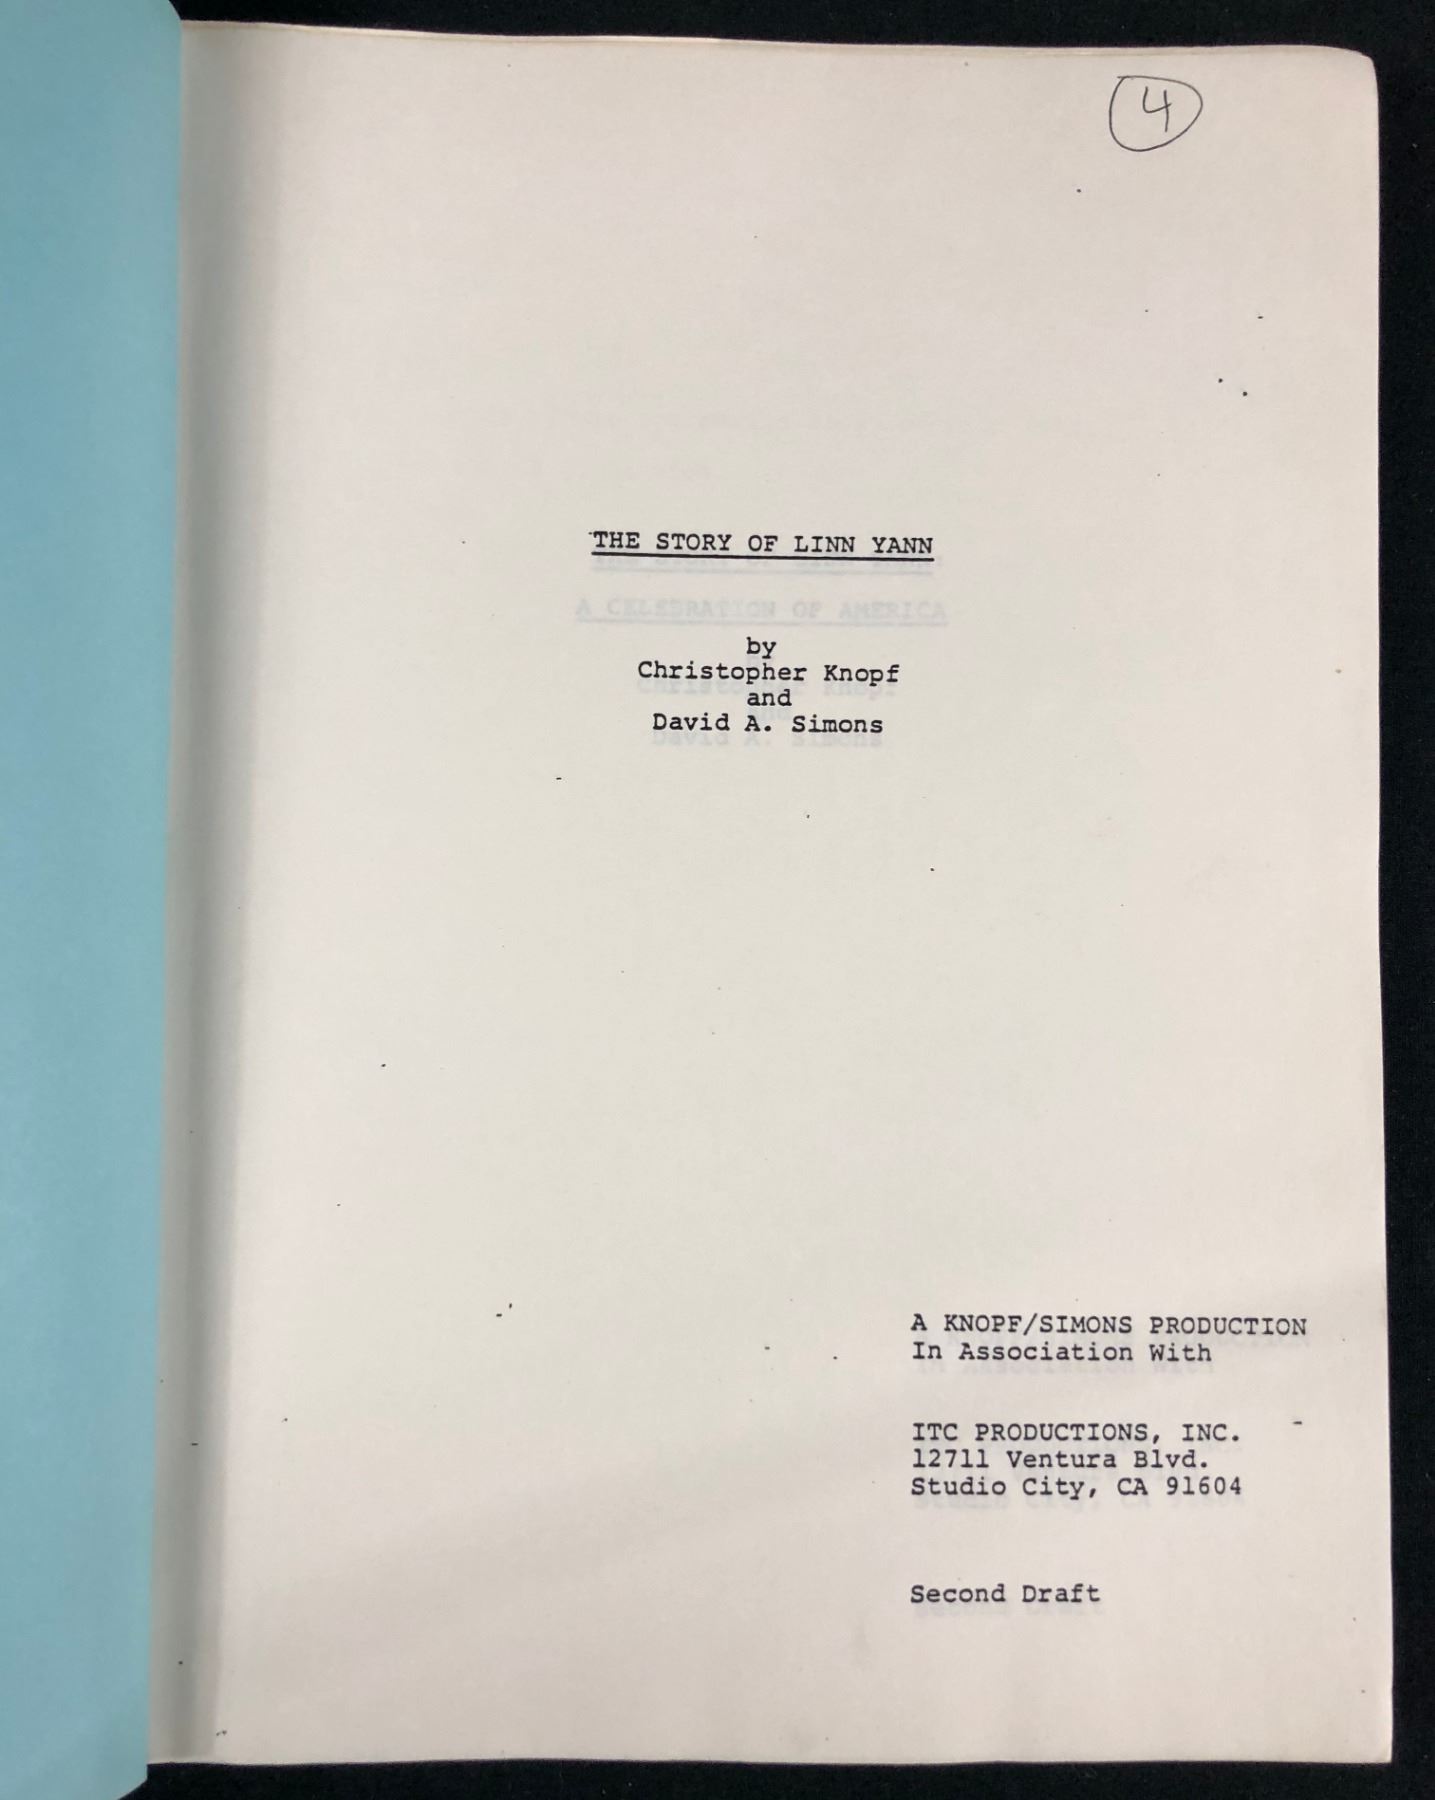 4
THE STORY OF LINN YANN
A CELEBRATION OF AMERICA
by
Christopher Knopf
and
David A. Simons
A KNOPF/SIMONS PRODUCTION
In Association With
ITC PRODUCTIONS, INC.
12711 Ventura Blvd.
Studio City, CA 91604
Second Draft